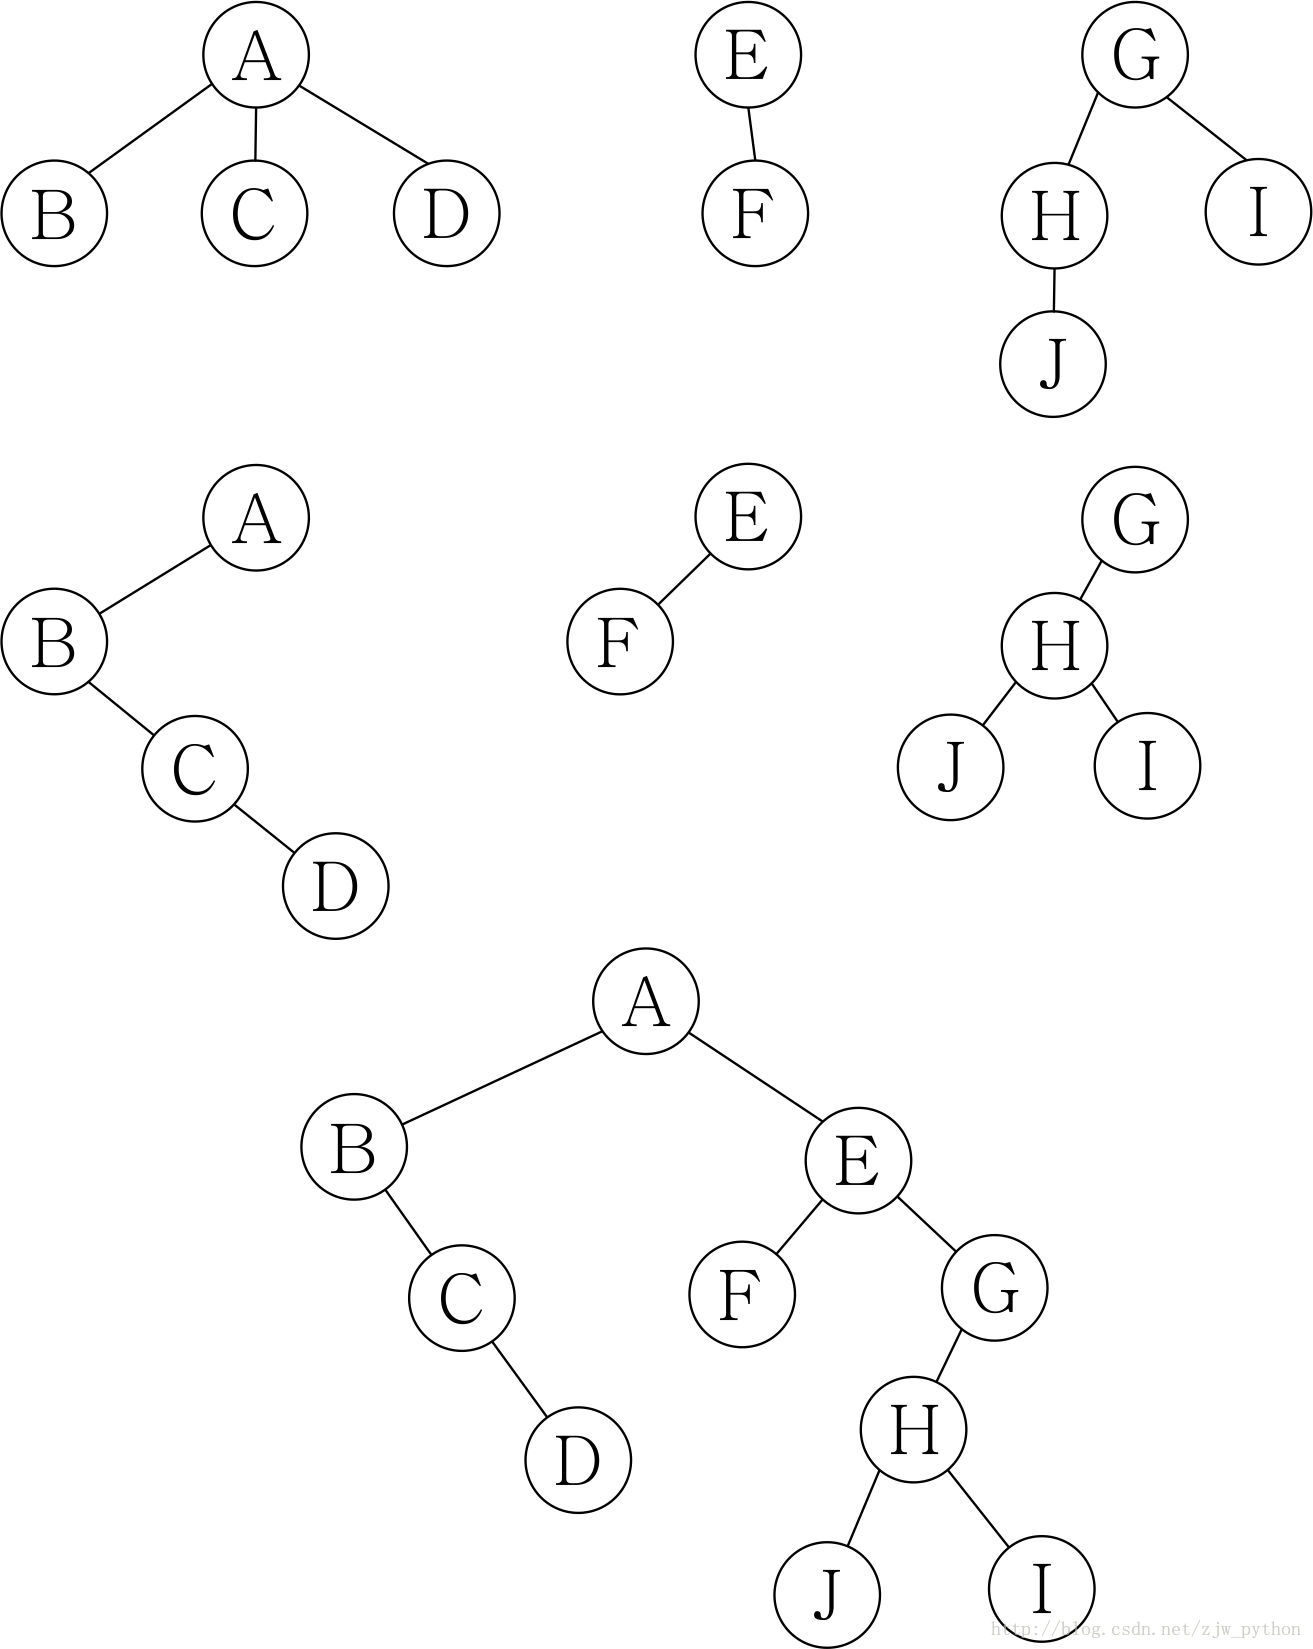 A E G
B C D F H I
J
A E G
B F H
C J I
D
A
B E
C F G
D H
J I
http://blog.csdn.net/zjw_python